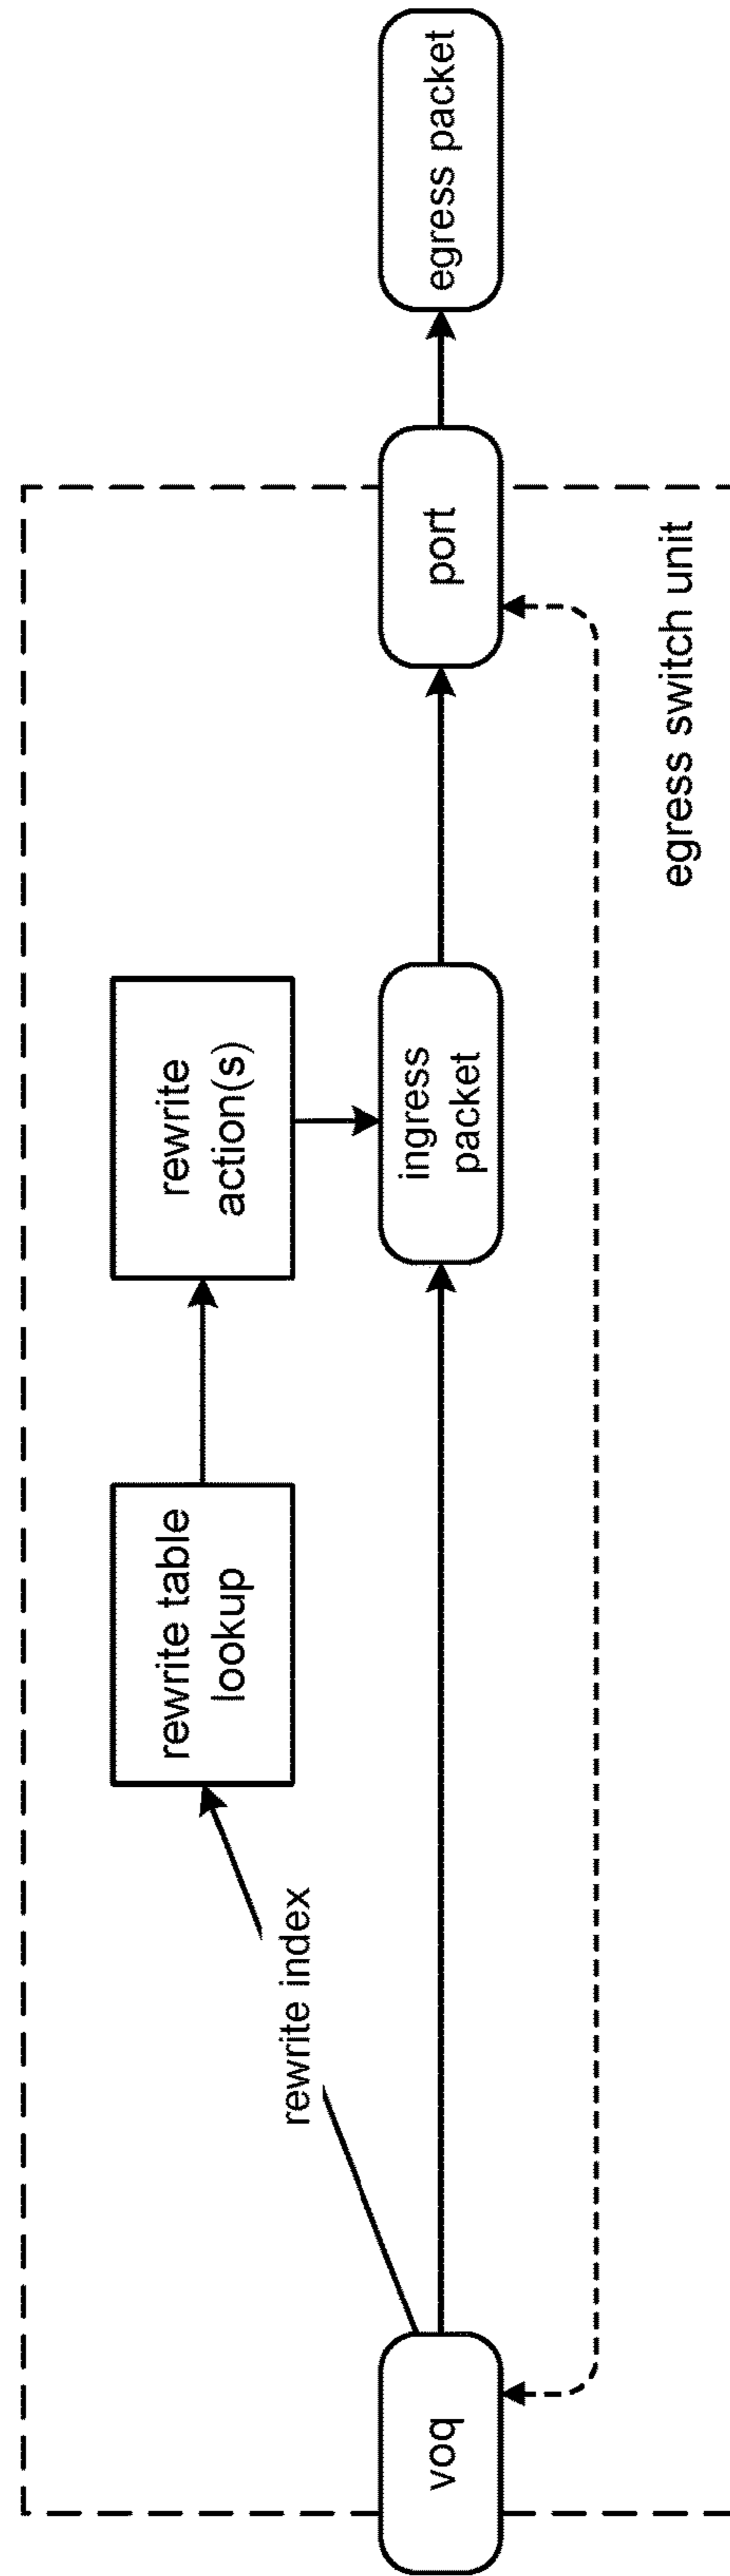 voq
rewrite index
rewrite table
lookup
rewrite
action(s)
ingress
packet
port
egress packet
egress switch unit